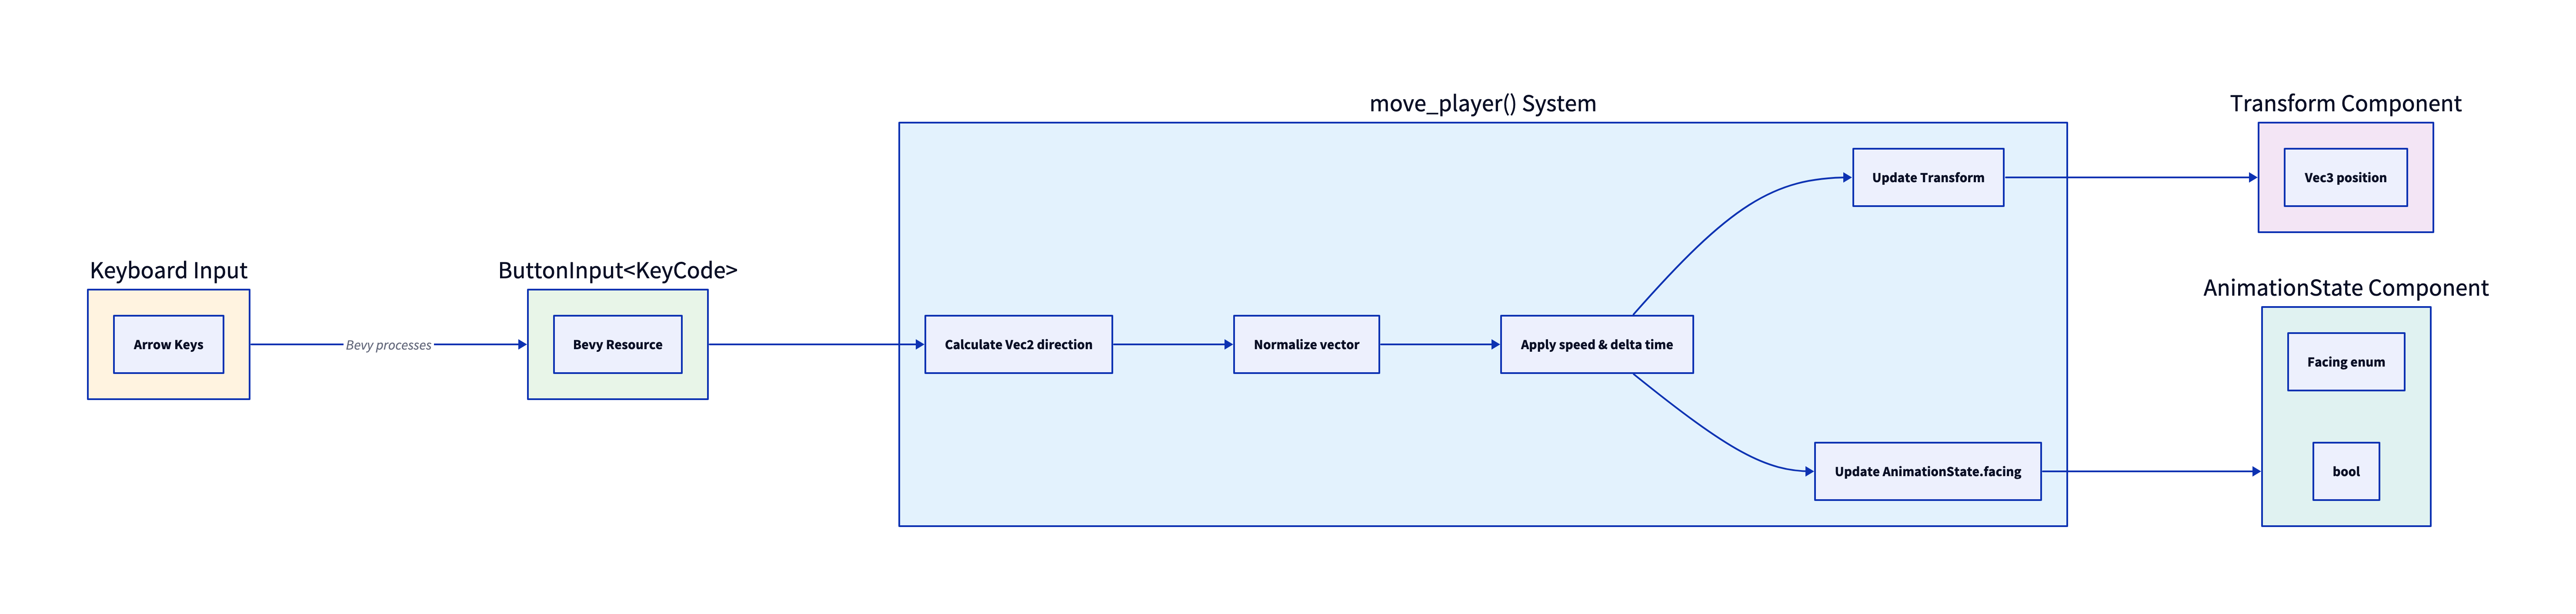 move_player() System
Transform Component
Update Transform
Vec3 position
Keyboard Input
ButtonInput<KeyCode>
AnimationState Component
Arrow Keys
Bevy processes
Bevy Resource
Calculate Vec2 direction
Normalize vector
Apply speed & delta time
Facing enum
Update AnimationState.facing
bool